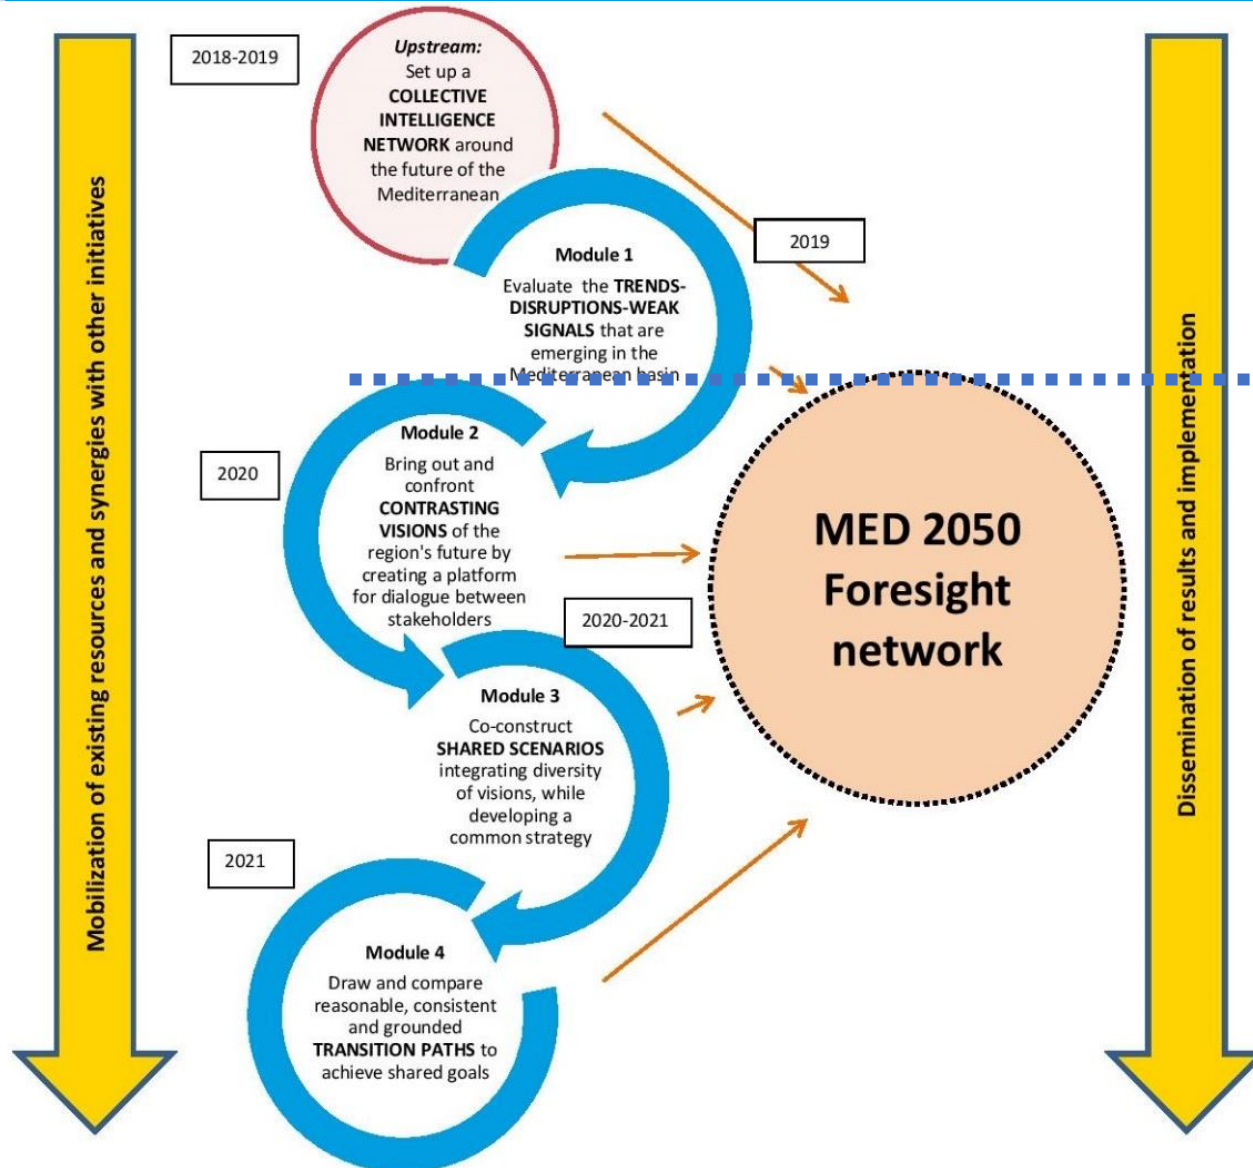 2018-2019
Upstream:
Set up a
COLLECTIVE
INTELLIGENCE
NETWORK around
the future of the
Mediterranean
2019
Module 1
Evaluate the TRENDS-
DISRUPTIONS-WEAK
SIGNALS that are
emerging in the
Mediterranean basin
2020
Module 2
Bring out and
confront
CONTRASTING
VISIONS of the
region's future by
creating a platform
for dialogue between
stakeholders
2020-2021
Module 3
Co-construct
SHARED SCENARIOS
integrating diversity
of visions, while
developing a
common strategy
2021
Module 4
Draw and compare
reasonable, consistent
and grounded
TRANSITION PATHS to
achieve shared goals
MED 2050
Foresight
network
Mobilization of existing resources and synergies with other initiatives
Dissemination of results and implementation